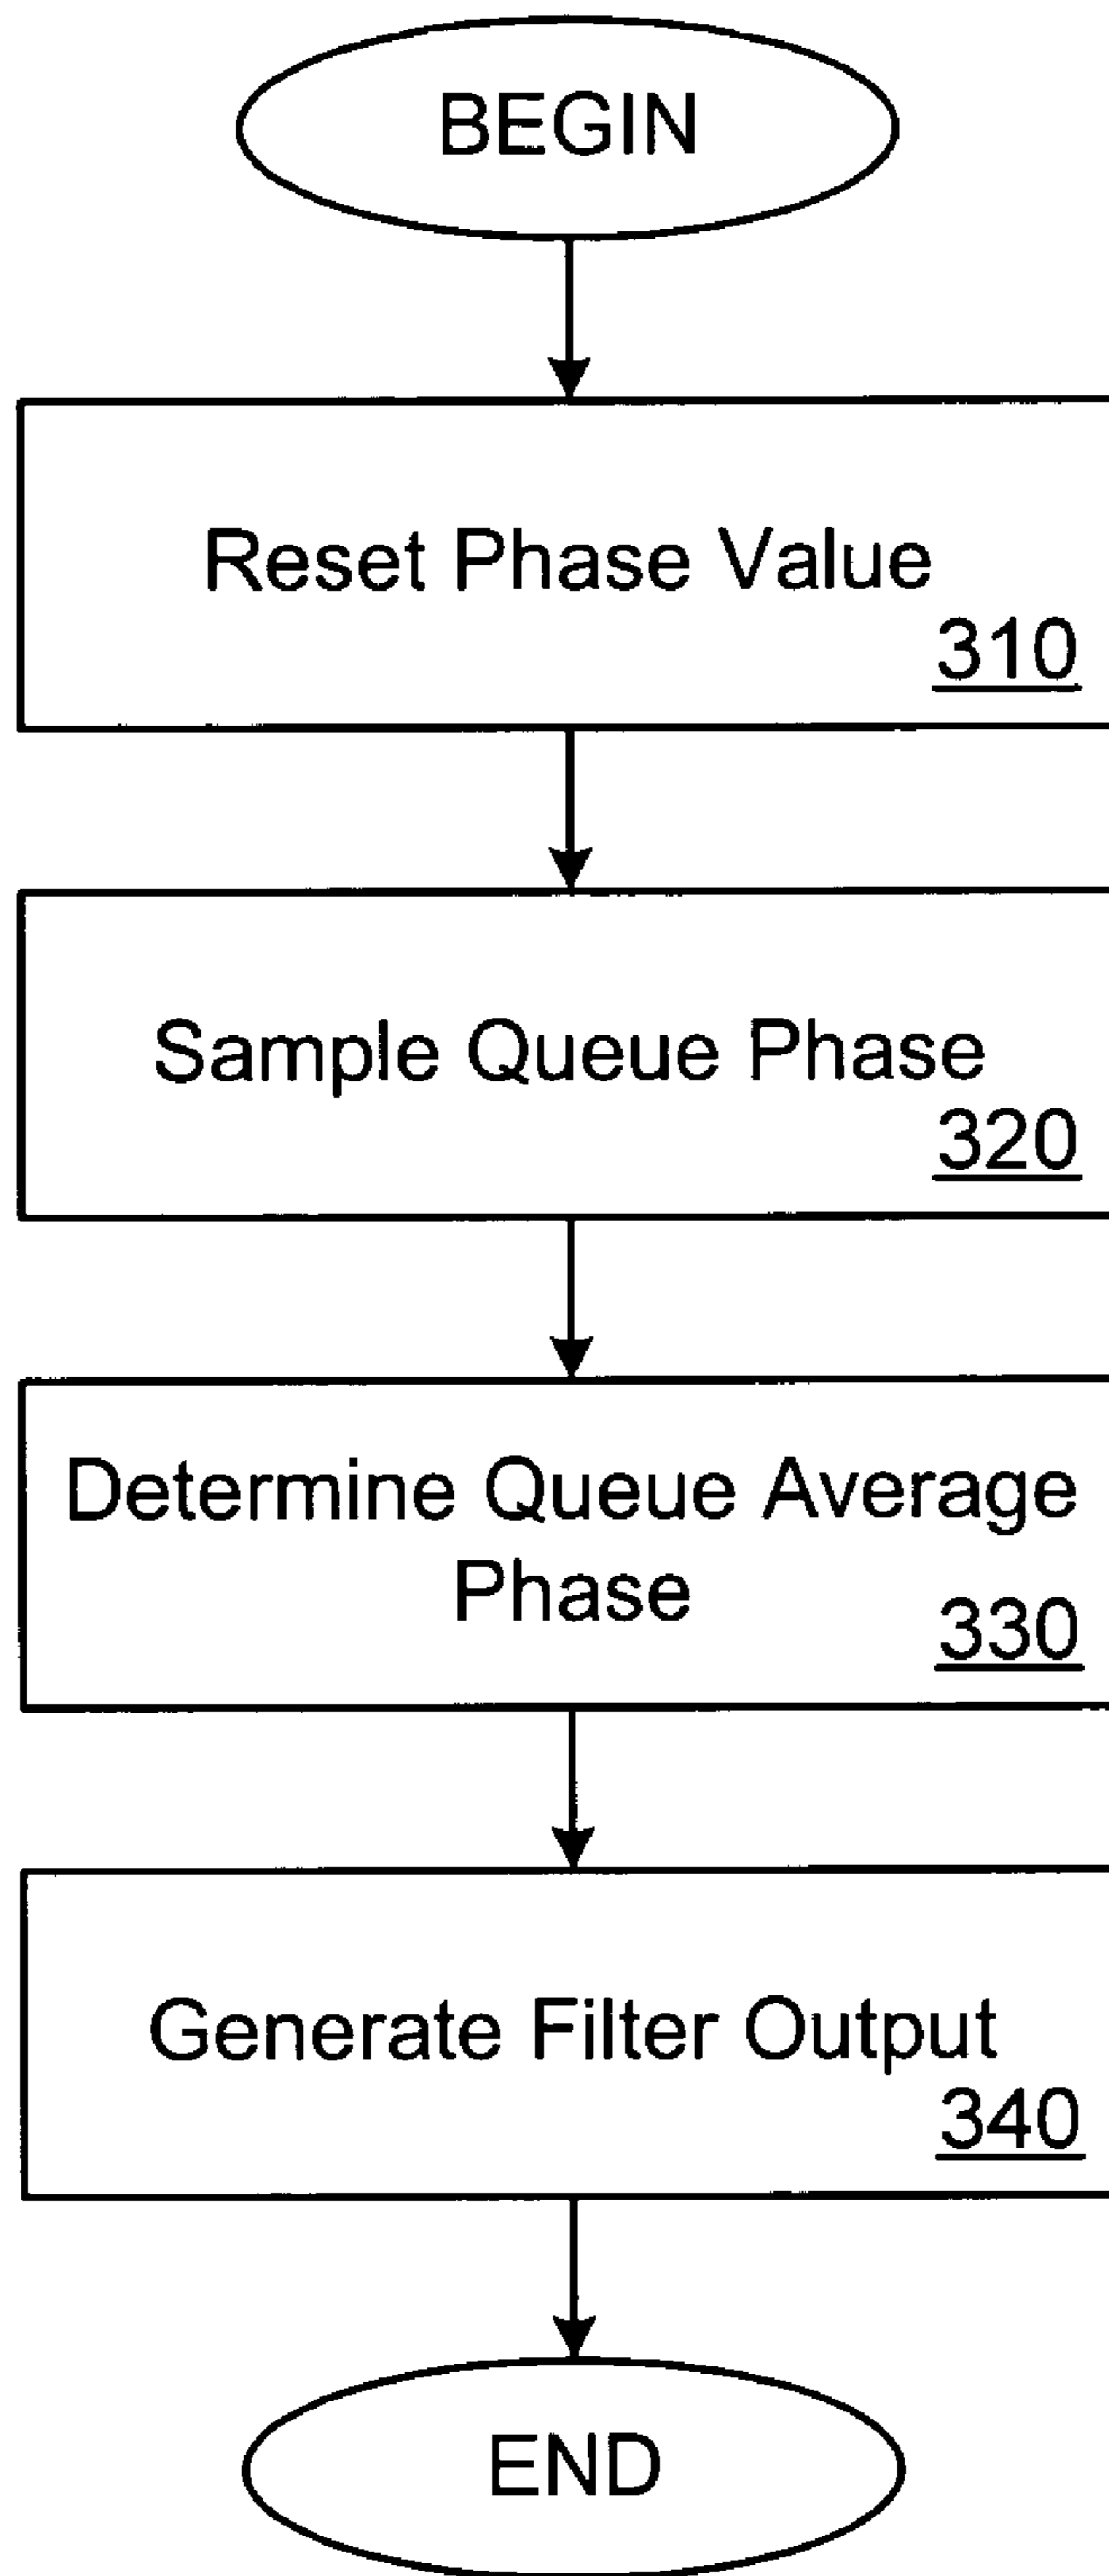 BEGIN
Reset Phase Value
310
Sample Queue Phase
320
Determine Queue Average
Phase
330
Generate Filter Output
340
END